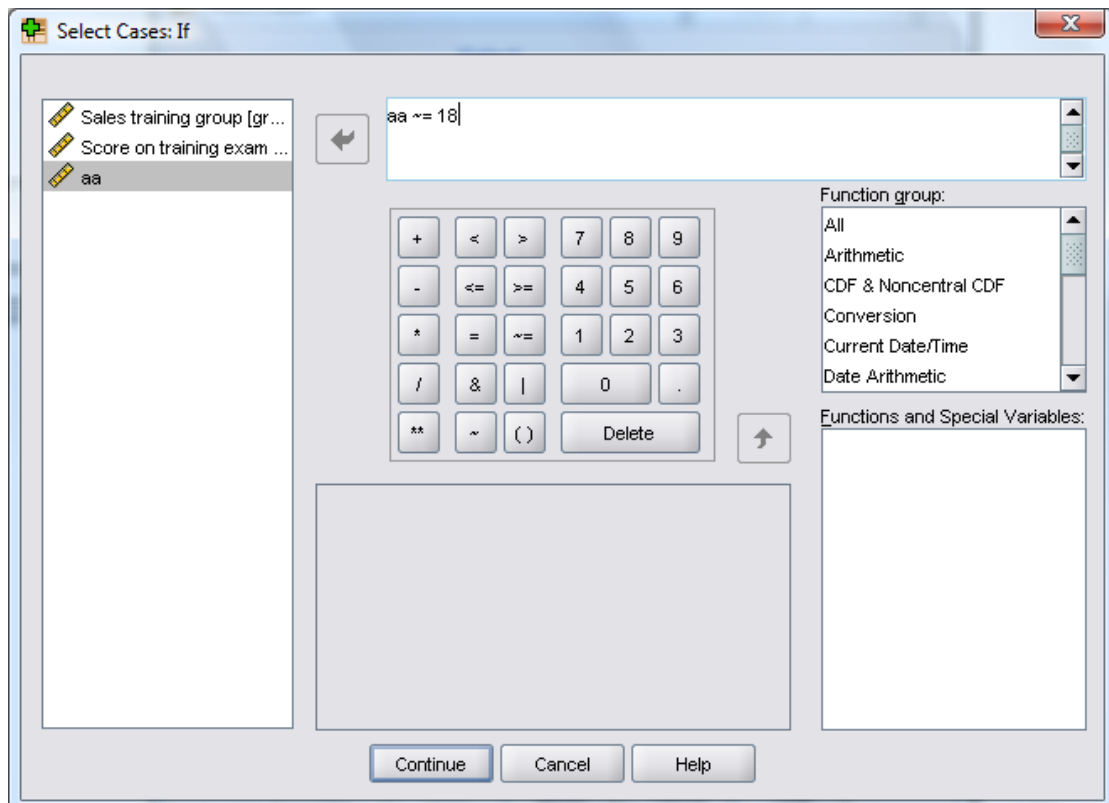 Select Cases: If
Sales training group [gr...
Score on training exam ...
aa
aa ~= 18
+ < > 7 8 9
- <= >= 4 5 6
* = ~= 1 2 3
/ & | 0 .
** ~ ( ) Delete
Function group:
All
Arithmetic
CDF & Noncentral CDF
Conversion
Current Date/Time
Date Arithmetic
Functions and Special Variables:
Continue Cancel Help